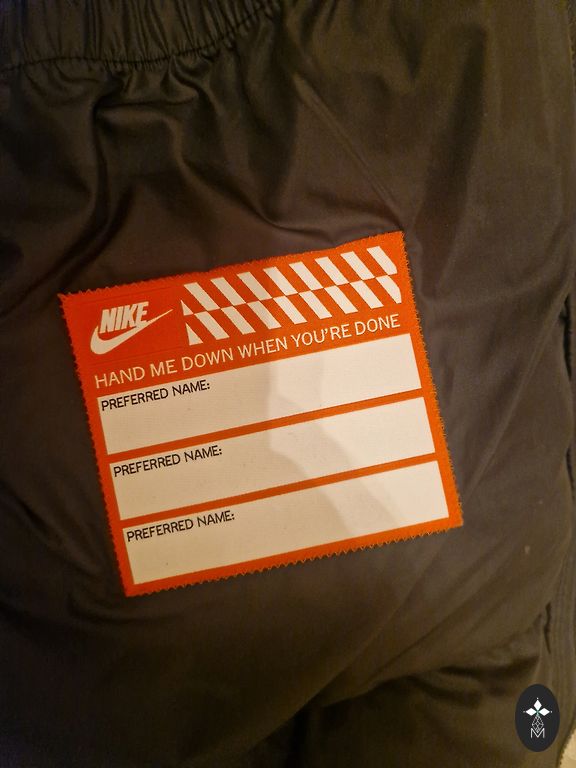 NIKE
HAND ME DOWN WHEN YOU'RE DONE
PREFERRED NAME:
PREFERRED NAME:
PREFERRED NAME:
M